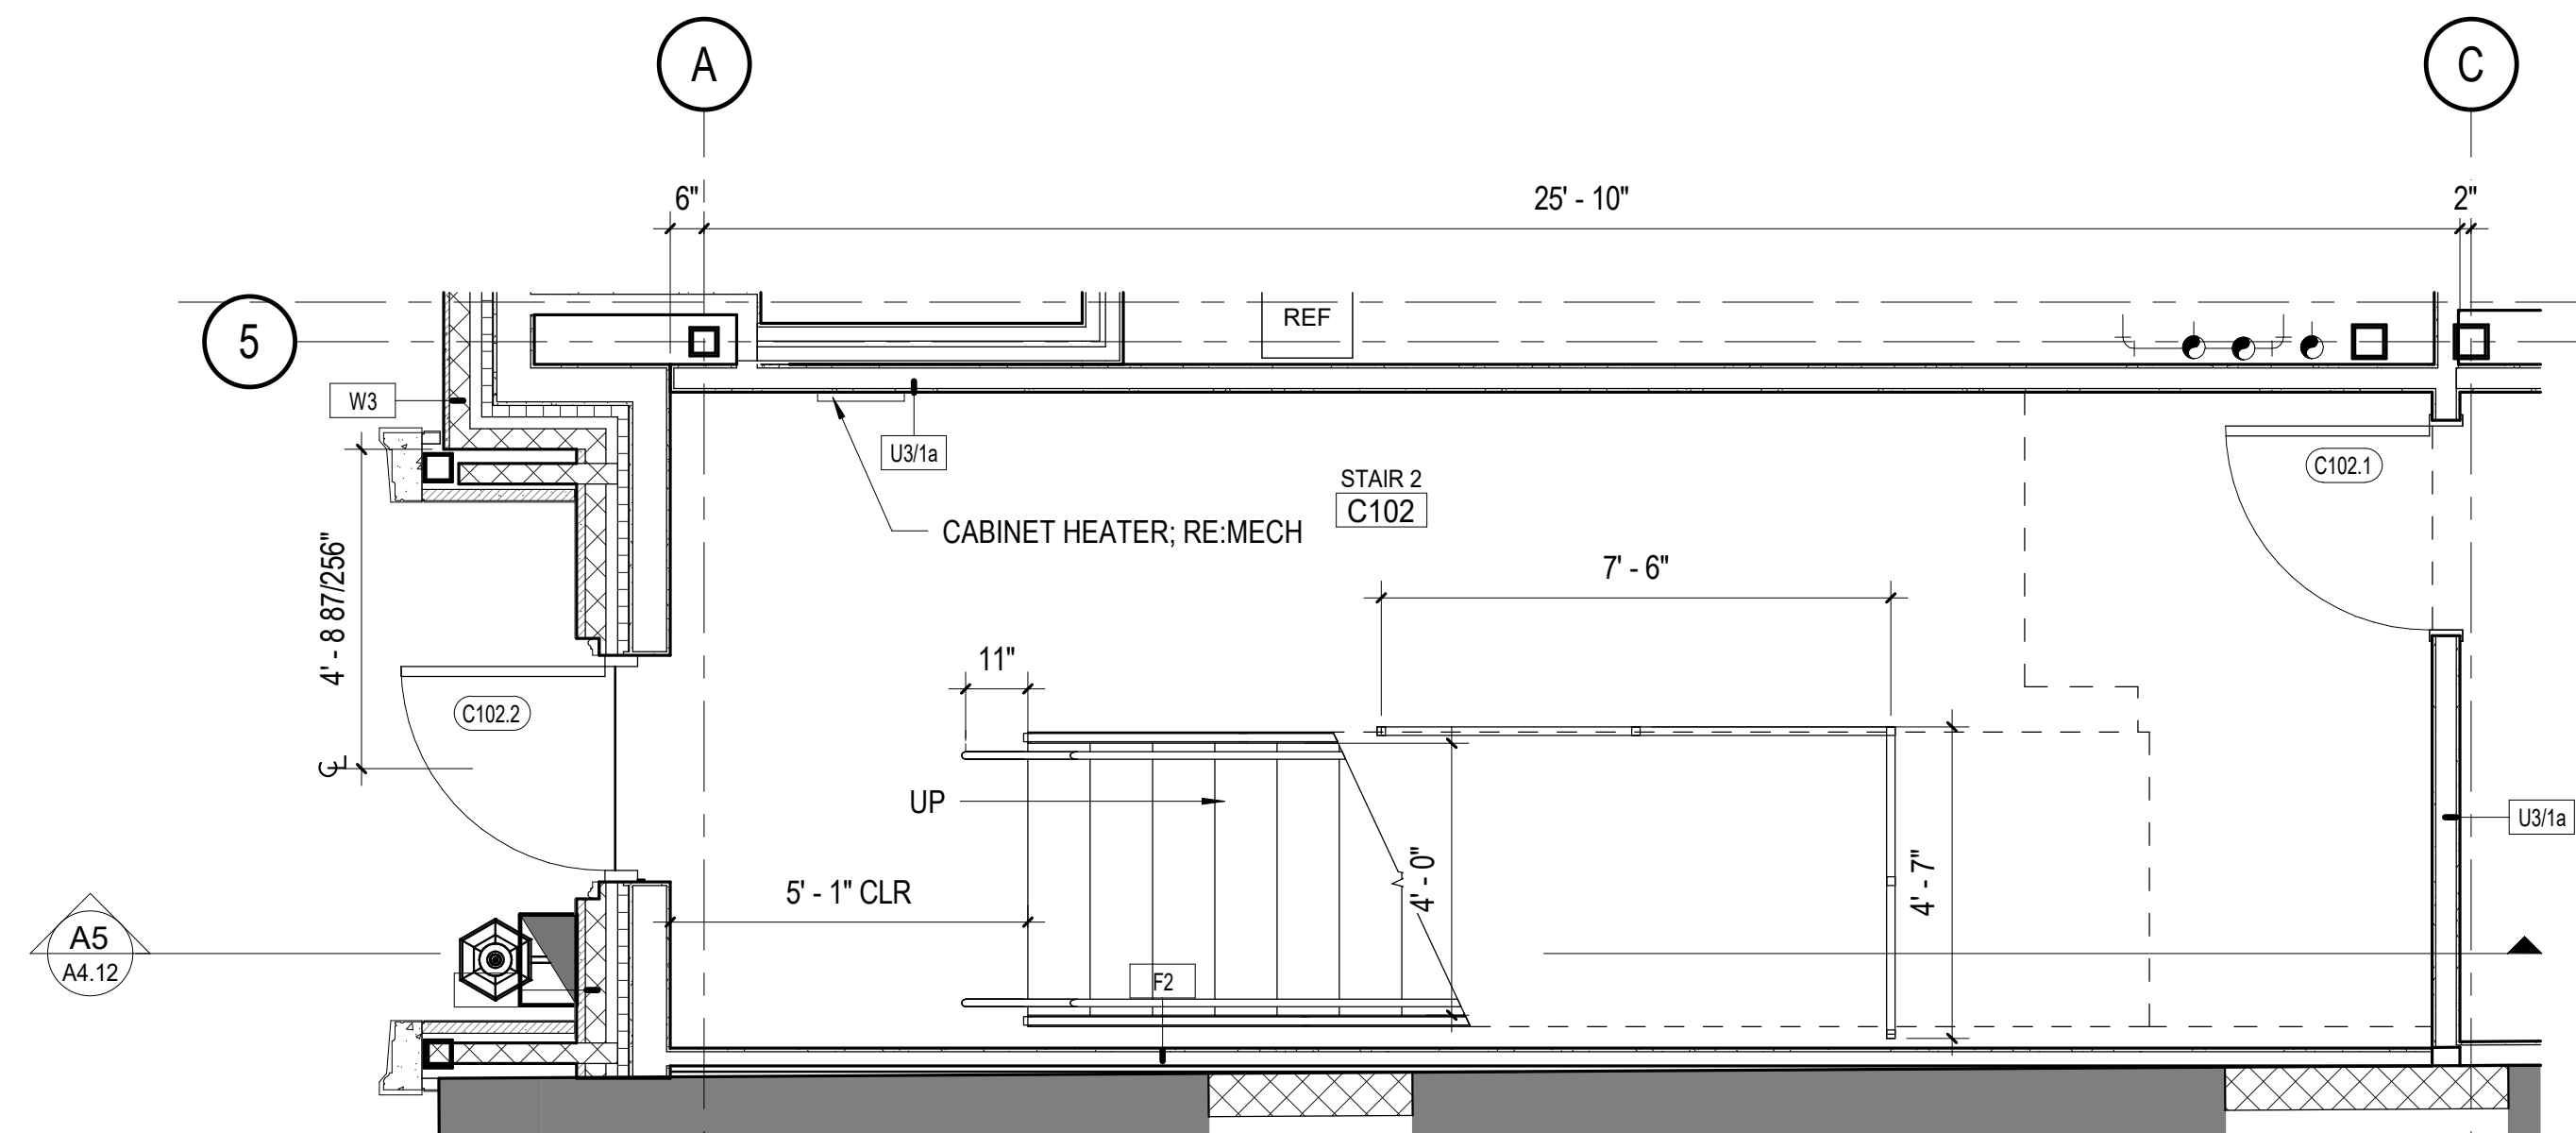 A
C
6"
25' - 10"
2"
5
REF
W3
U3/1a
C102.1
STAIR 2
C102
CABINET HEATER; RE:MECH
4' - 8 87/256"
7' - 6"
11"
C102.2
CL
UP
U3/1a
4' - 0"
4' - 7"
5' - 1" CLR
A5
A4.12
F2